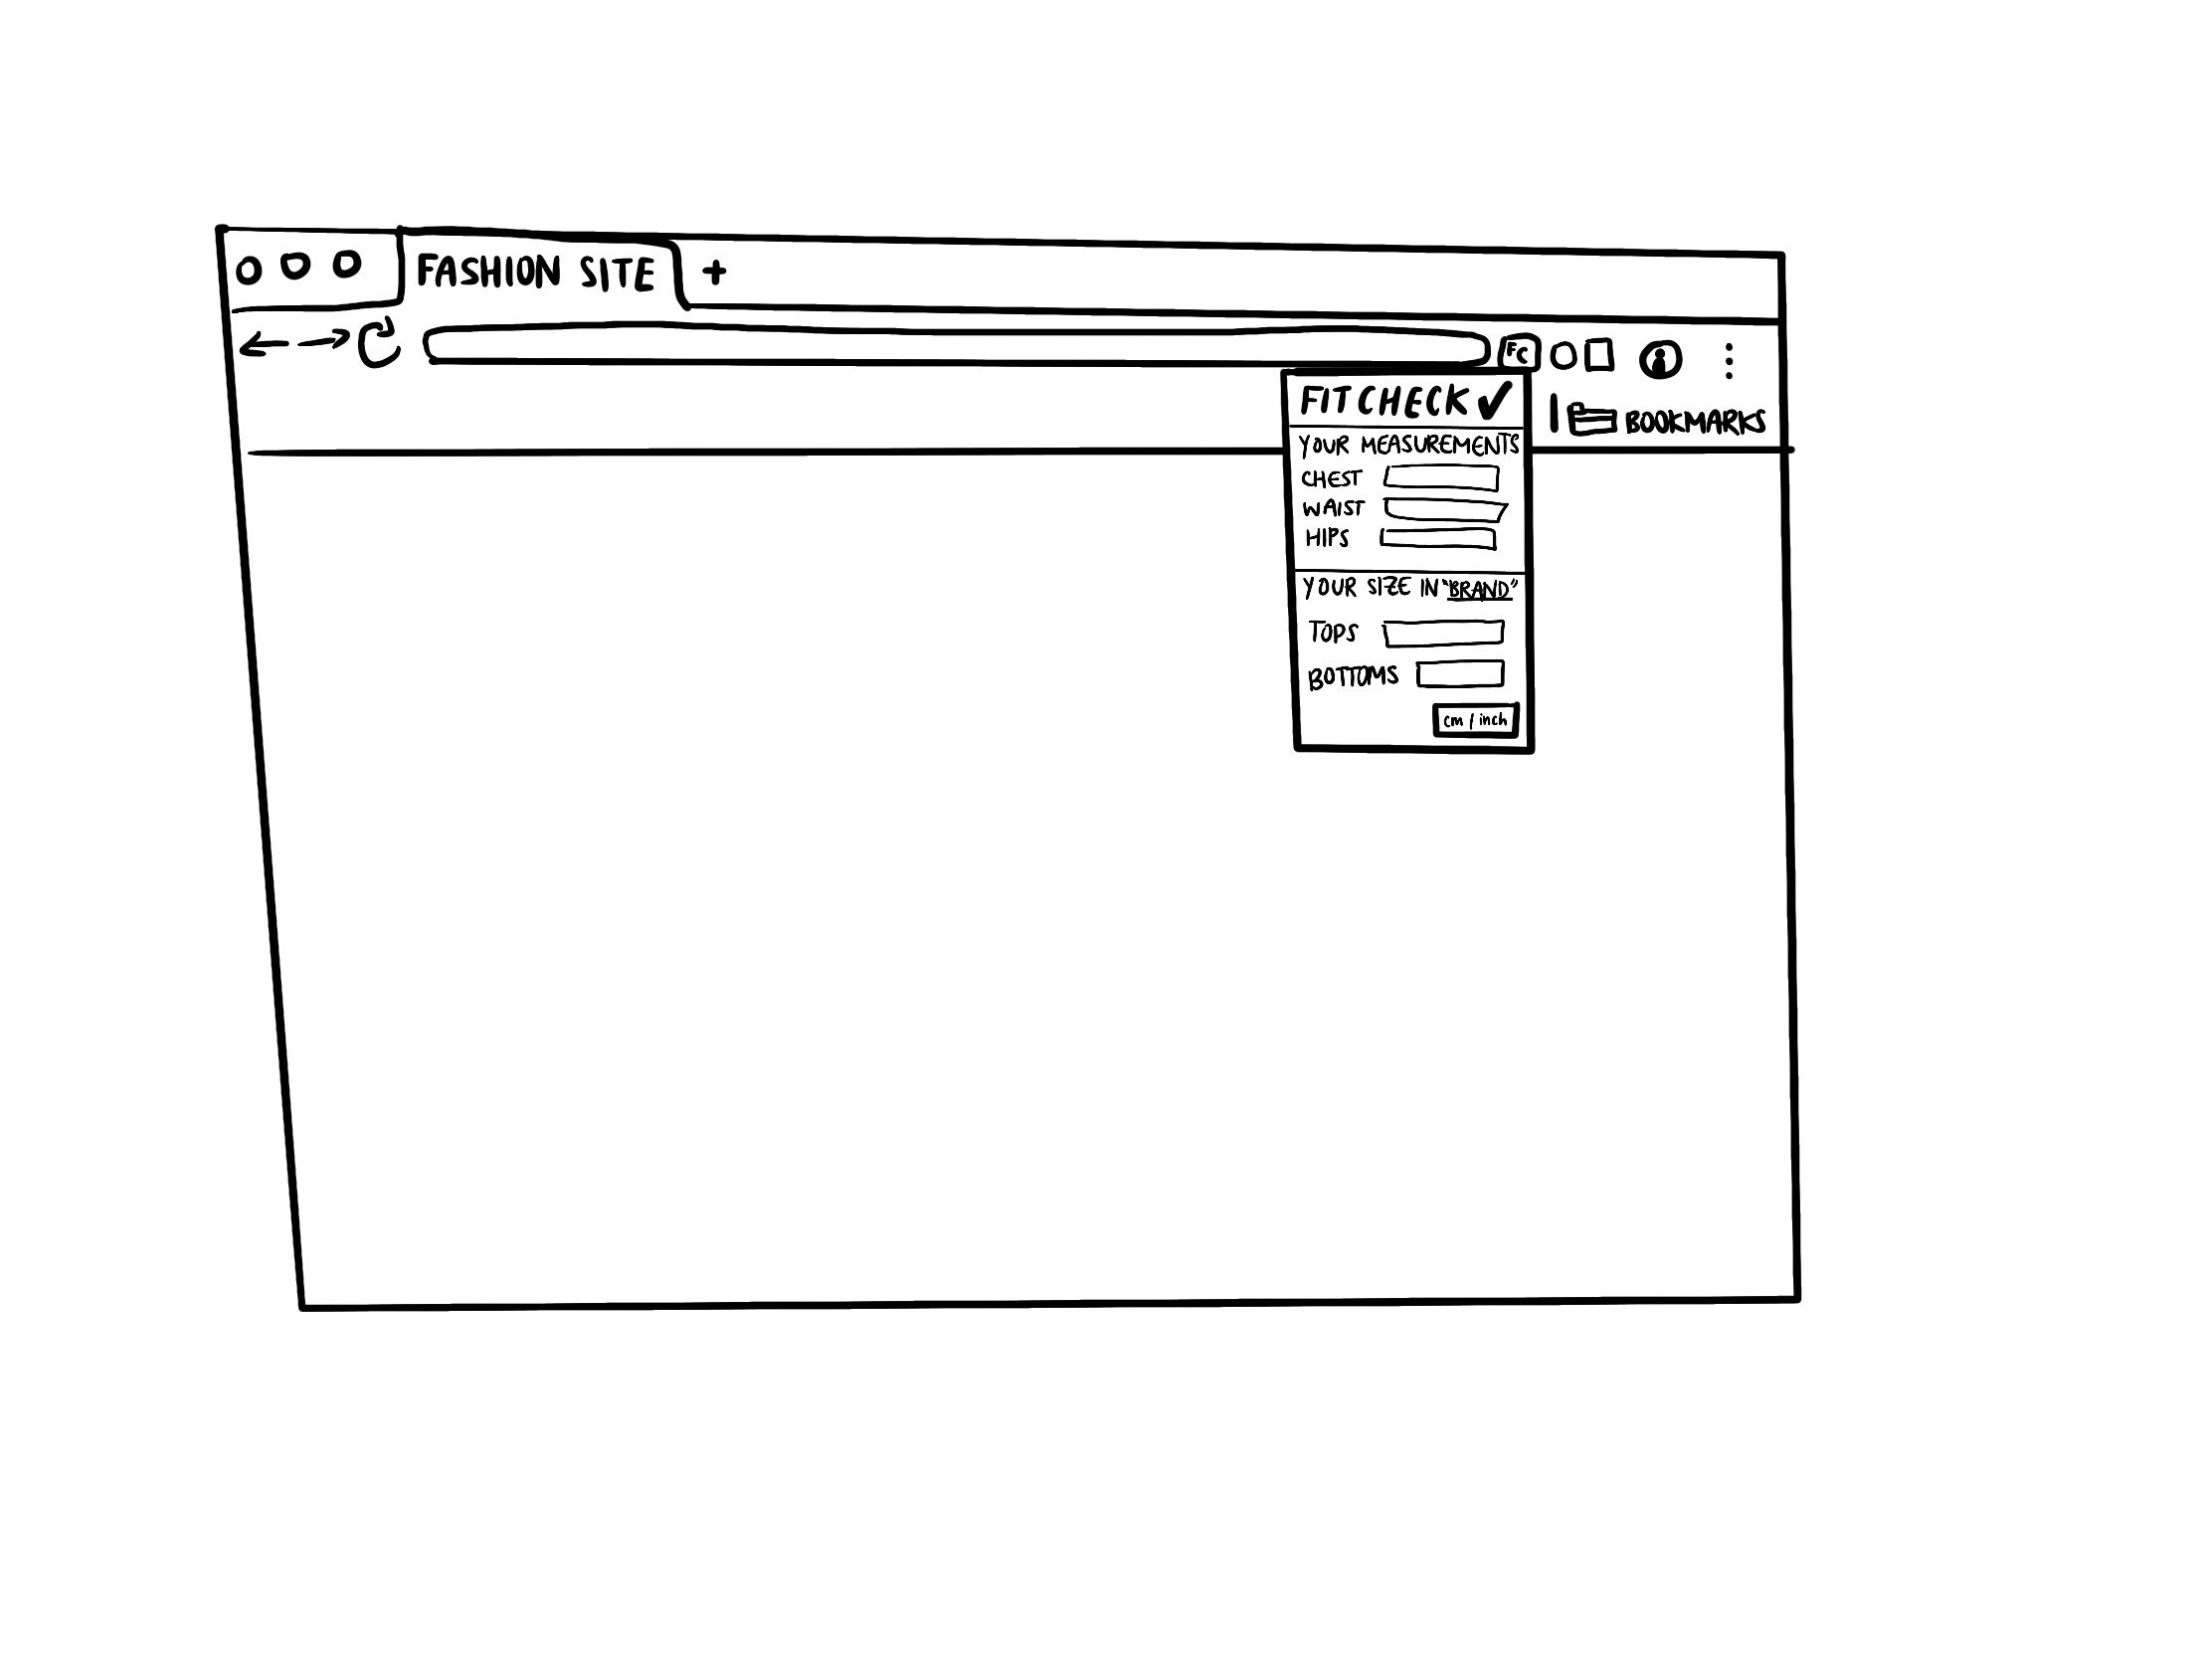 FASHION SITE +
FC
BOOKMARKS
FITCHECK ✓
YOUR MEASUREMENTS
CHEST
WAIST
HIPS
YOUR SIZE IN "BRAND"
TOPS
BOTTOMS
cm / inch